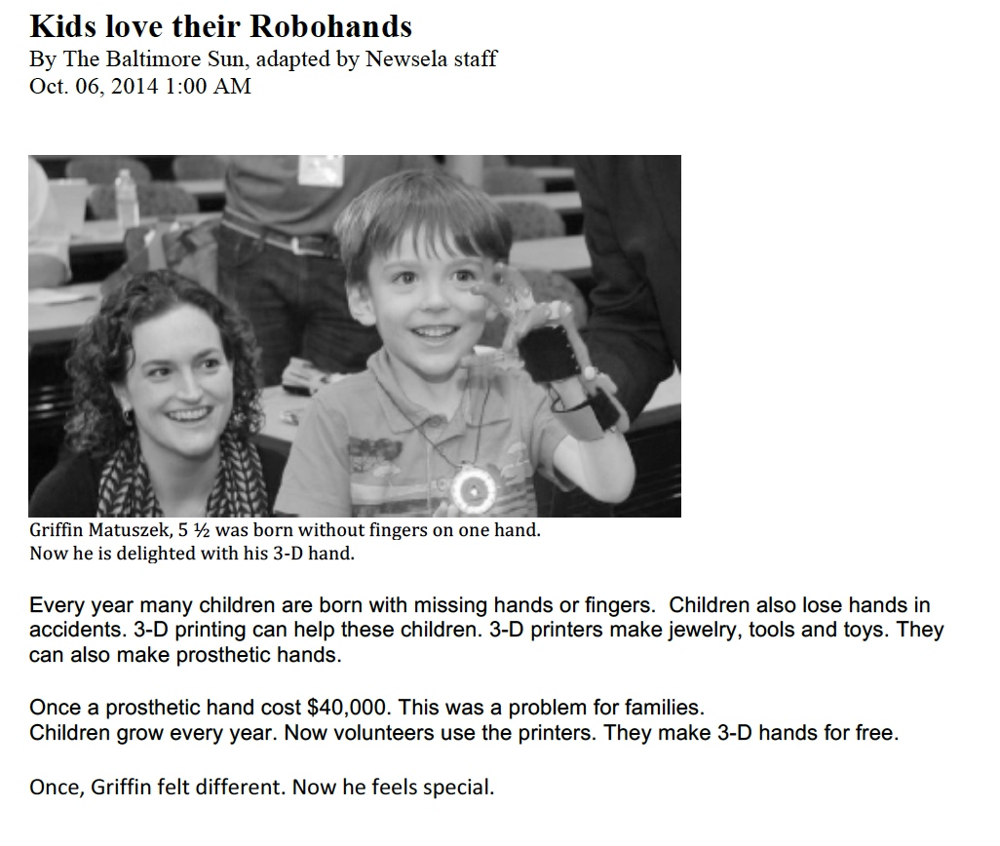 Kids love their Robohands
By The Baltimore Sun, adapted by Newsela staff
Oct. 06, 2014 1:00 AM
Griffin Matuszek, 5 ½ was born without fingers on one hand.
Now he is delighted with his 3-D hand.
Every year many children are born with missing hands or fingers.  Children also lose hands in
accidents. 3-D printing can help these children. 3-D printers make jewelry, tools and toys. They
can also make prosthetic hands.
Once a prosthetic hand cost $40,000. This was a problem for families.
Children grow every year. Now volunteers use the printers. They make 3-D hands for free.
Once, Griffin felt different. Now he feels special.